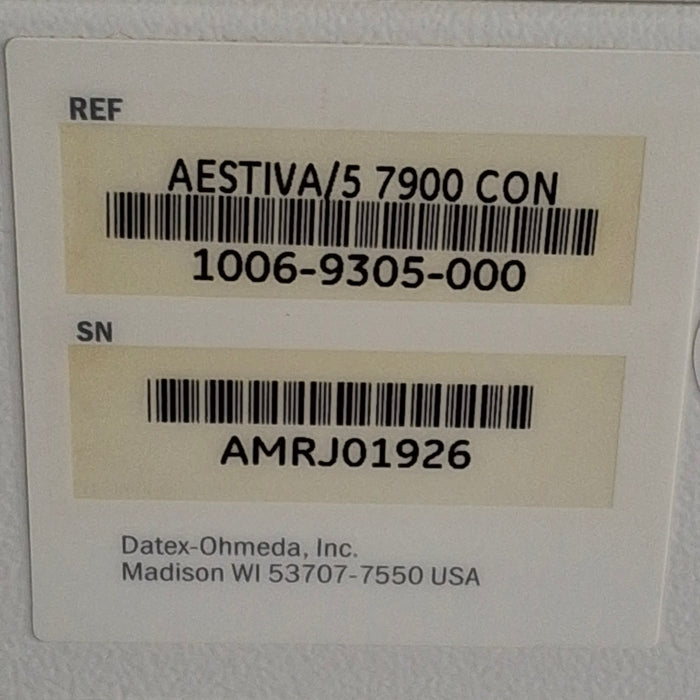 REF
AESTIVA/5 7900 CON
1006-9305-000
SN
AMRJ01926
Datex-Ohmeda, Inc.
Madison WI 53707-7550 USA